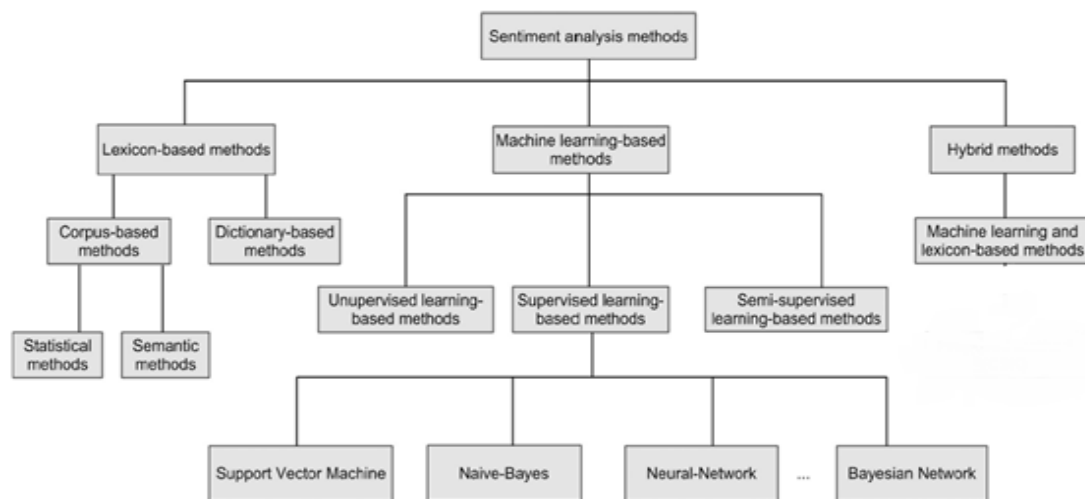 Sentiment analysis methods
Lexicon-based methods
Machine learning-based
methods
Hybrid methods
Corpus-based
methods
Dictionary-based
methods
Machine learning and
lexicon-based methods
Unupervised learning-
based methods
Supervised learning-
based methods
Semi-supervised
learning-based methods
Statistical
methods
Semantic
methods
Support Vector Machine
Naive-Bayes
Neural-Network
...
Bayesian Network